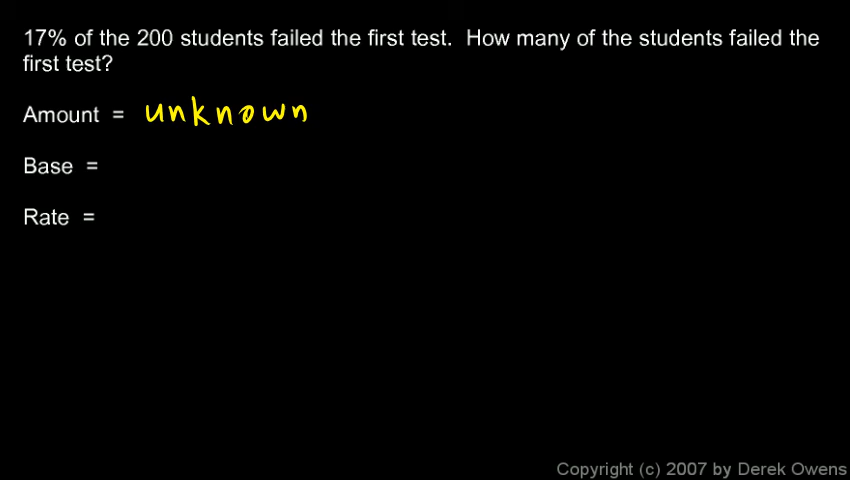 17% of the 200 students failed the first test.  How many of the students failed the
first test?
Amount  =  unknown
Base  =
Rate  =
Copyright (c) 2007 by Derek Owens